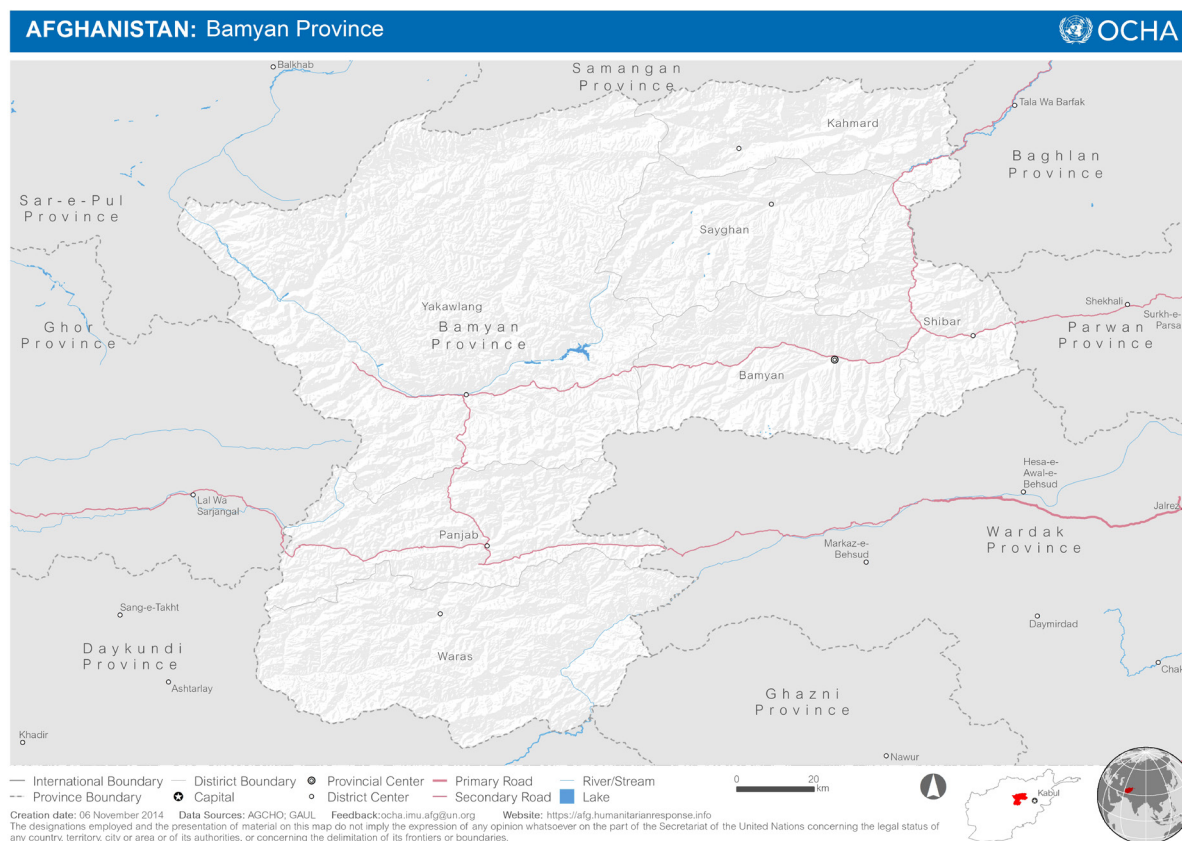 AFGHANISTAN: Bamyan Province
OCHA
Balkhab
Samangan
Province
Tala Wa Barfak
Kahmard
Baghlan
Province
Sar-e-Pul
Province
Sayghan
Shekhali
Surkh-e-
Parsa
Yakawlang
Bamyan
Province
Ghor
Province
Shibar
Parwan
Province
Bamyan
Hesa-e-
Awal-e-
Behsud
Lal Wa
Sarjangal
Jalrez
Panjab
Markaz-e-
Behsud
Wardak
Province
Sang-e-Takht
Daymirdad
Daykundi
Province
Waras
Chak
Ashtarlay
Ghazni
Province
Khadir
Nawur
International Boundary
District Boundary
Provincial Center
Primary Road
River/Stream
Province Boundary
Capital
District Center
Secondary Road
Lake
0 20
km
Kabul
Creation date: 06 November 2014 Data Sources: AGCHO; GAUL Feedback:ocha.imu.afg@un.org Website: https://afg.humanitarianresponse.info
The designations employed and the presentation of material on this map do not imply the expression of any opinion whatsoever on the part of the Secretariat of the United Nations concerning the legal status of
any country, territory, city or area or of its authorities, or concerning the delimitation of its frontiers or boundaries.